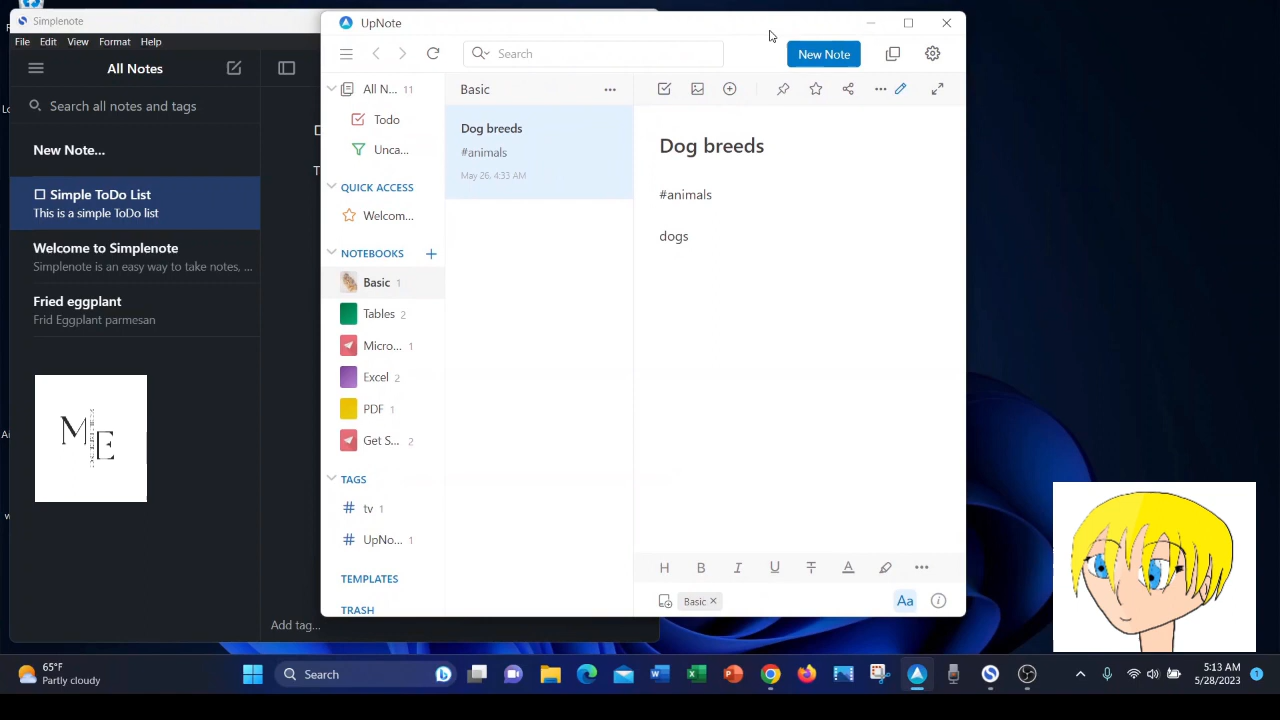 Simplenote
File Edit View Format Help
All Notes
Search all notes and tags
New Note...
Simple ToDo List
This is a simple ToDo list
Welcome to Simplenote
Simplenote is an easy way to take notes, ...
Fried eggplant
Frid Eggplant parmesan
M E
Add tag...
UpNote
Search
New Note
All N... 11
Todo
Unca...
QUICK ACCESS
Welcom...
NOTEBOOKS
Basic 1
Tables 2
Micro... 1
Excel 2
PDF 1
Get S... 2
TAGS
# tv 1
# UpNo... 1
TEMPLATES
TRASH
Basic
Dog breeds
#animals
May 26, 4:33 AM
Dog breeds
#animals
dogs
H B I U T A
Basic
Aa
65°F
Partly cloudy
Search
5:13 AM
5/28/2023
1